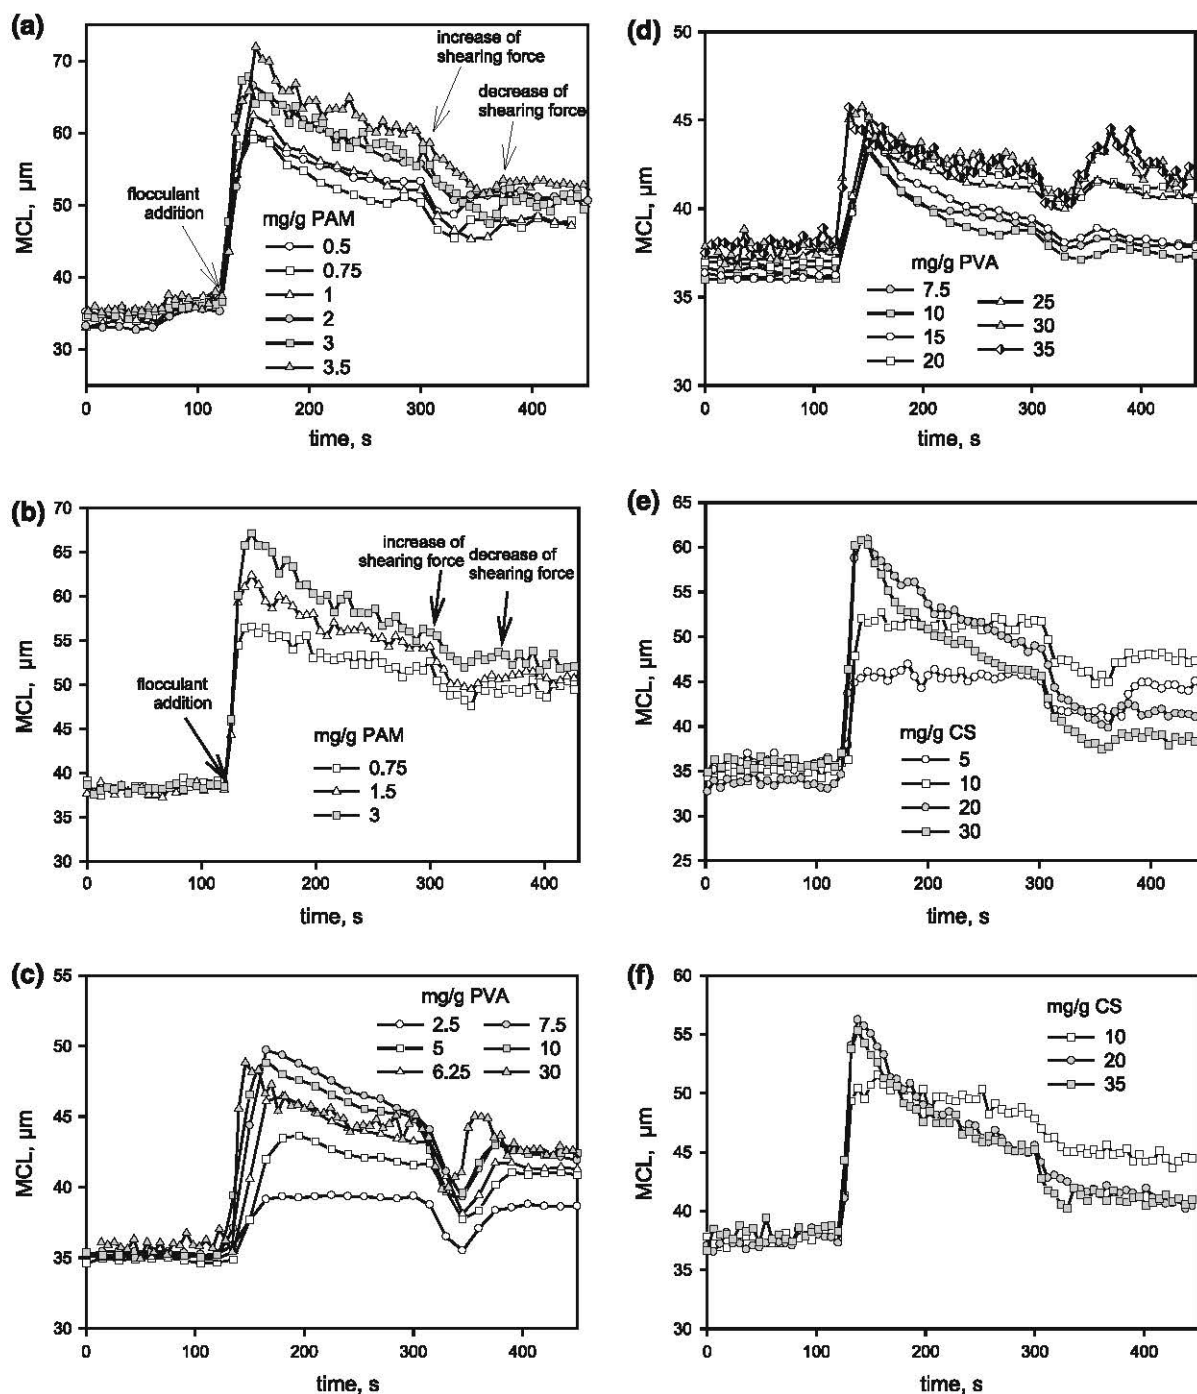 (a)
70
60
50
40
30
MCL, µm
increase of
shearing force
decrease of
shearing force
flocculant
addition
mg/g PAM
0.5
0.75
1
2
3
3.5
0 100 200 300 400
time, s
(d)
50
45
40
35
30
MCL, µm
mg/g PVA
7.5 25
10 30
15 35
20
0 100 200 300 400
time, s
(b)
70
65
60
55
50
45
40
35
30
MCL, µm
increase of
shearing force
decrease of
shearing force
flocculant
addition
mg/g PAM
0.75
1.5
3
0 100 200 300 400
time, s
(e)
65
60
55
50
45
40
35
30
25
MCL, µm
mg/g CS
5
10
20
30
0 100 200 300 400
time, s
(c)
55
50
45
40
35
30
MCL, µm
mg/g PVA
2.5 7.5
5 10
6.25 30
0 100 200 300 400
time, s
(f)
60
55
50
45
40
35
30
MCL, µm
mg/g CS
10
20
35
0 100 200 300 400
time, s